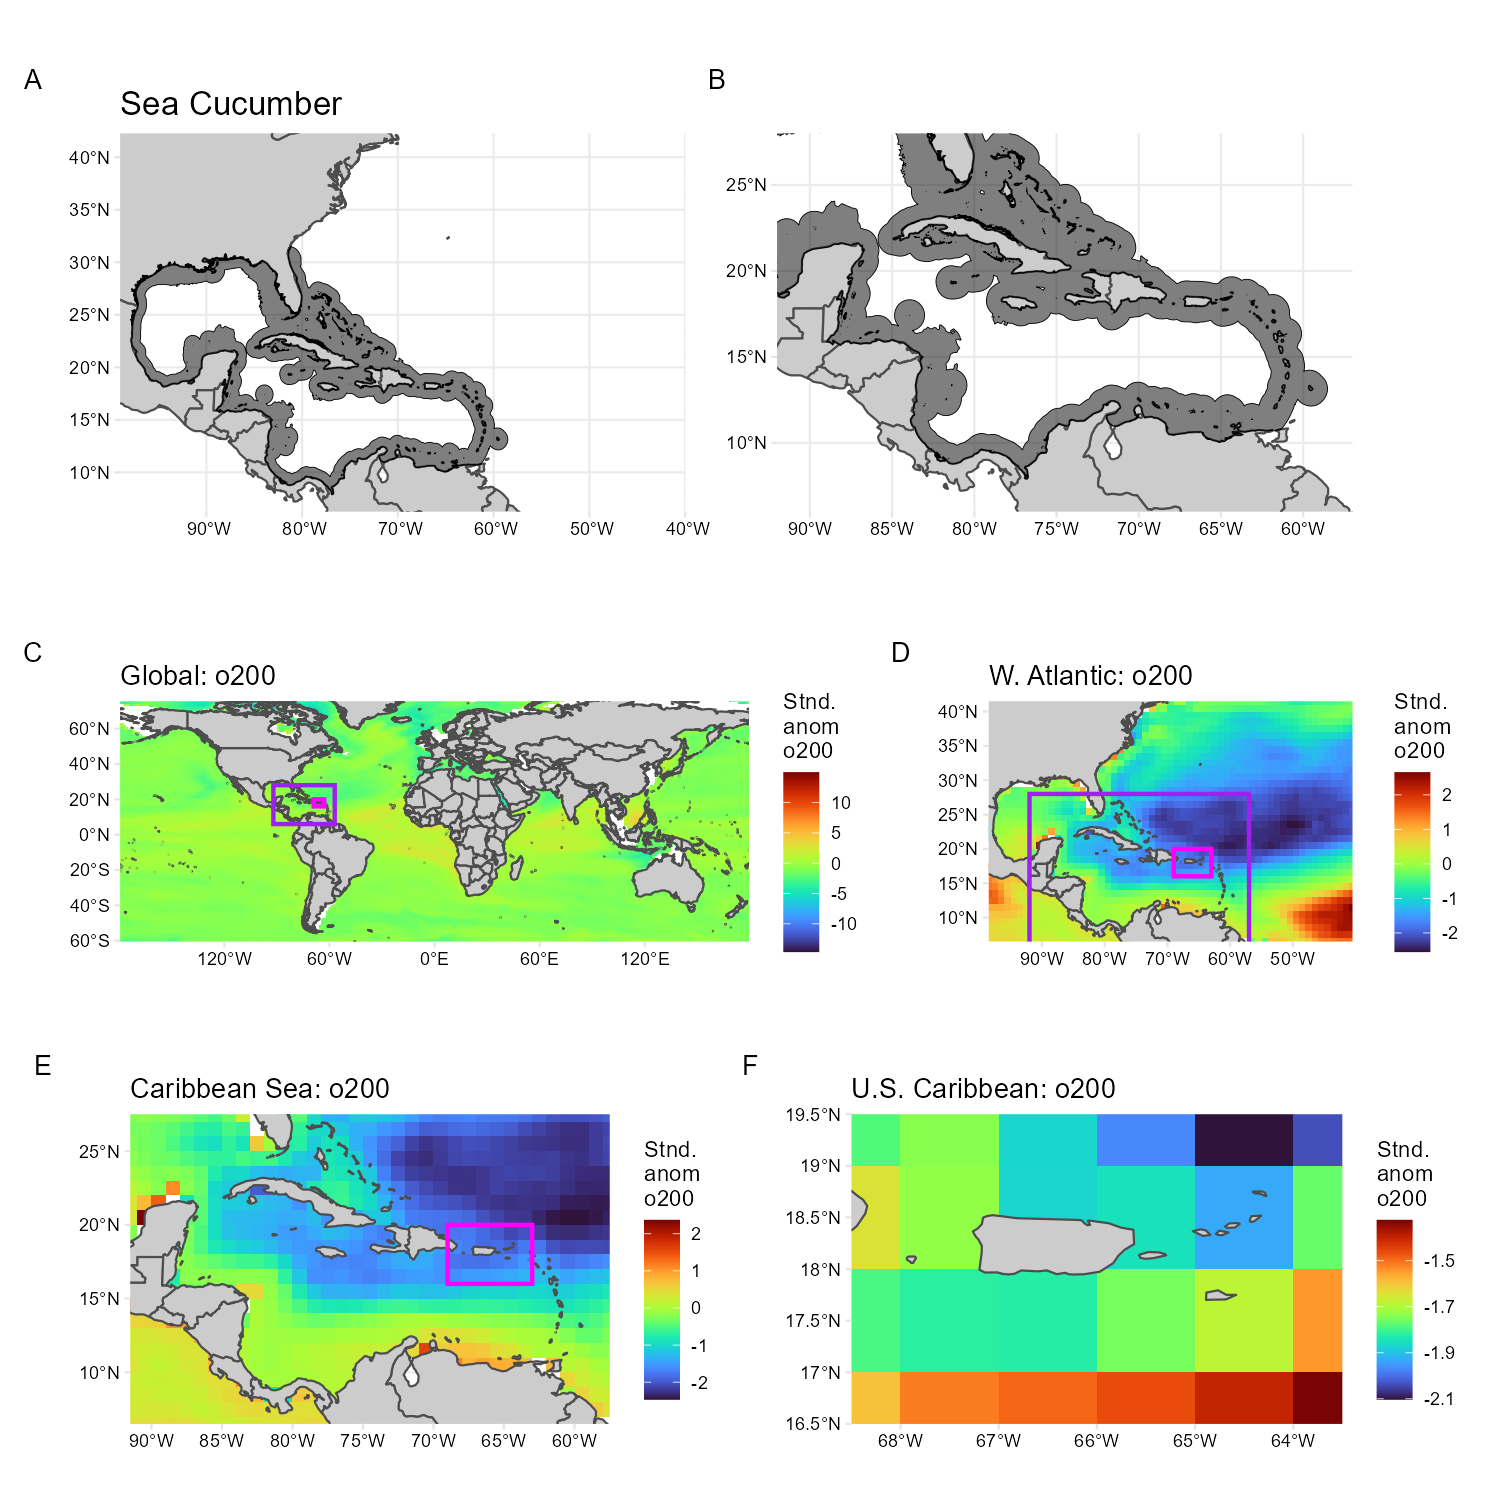 A
B
Sea Cucumber
40°N
35°N
30°N
25°N
20°N
15°N
10°N
90°W 80°W 70°W 60°W 50°W 40°W
25°N
20°N
15°N
10°N
90°W 85°W 80°W 75°W 70°W 65°W 60°W
C
Global: o200
60°N
40°N
20°N
0°N
20°S
40°S
60°S
120°W 60°W 0°E 60°E 120°E
Stnd.
anom
o200
10
5
0
-5
-10
D
W. Atlantic: o200
40°N
35°N
30°N
25°N
20°N
15°N
10°N
90°W 80°W 70°W 60°W 50°W
Stnd.
anom
o200
2
1
0
-1
-2
E
Caribbean Sea: o200
25°N
20°N
15°N
10°N
90°W 85°W 80°W 75°W 70°W 65°W 60°W
Stnd.
anom
o200
2
1
0
-1
-2
F
U.S. Caribbean: o200
19.5°N
19°N
18.5°N
18°N
17.5°N
17°N
16.5°N
68°W 67°W 66°W 65°W 64°W
Stnd.
anom
o200
-1.5
-1.7
-1.9
-2.1